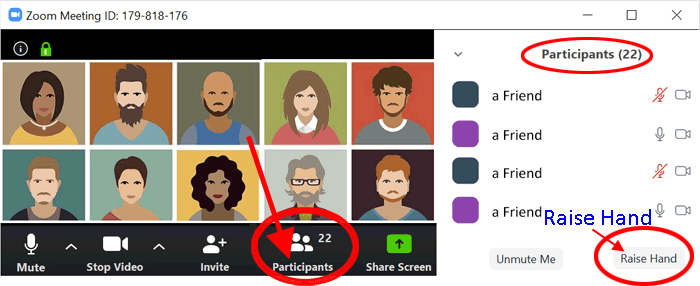 Zoom Meeting ID: 179-818-176
Participants (22)
a Friend
a Friend
a Friend
a Friend
Raise Hand
Unmute Me
Raise Hand
22
Mute
Stop Video
Invite
Participants
Share Screen